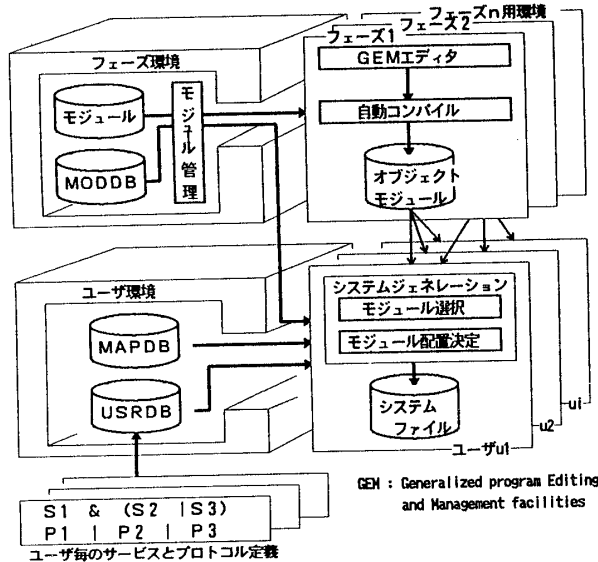 フェーズn用環境
フェーズ2
フェーズ1
GEMエディタ
自動コンパイル
オブジェクト
モジュール
フェーズ環境
モジュール
MODDB
モジュール管理
ユーザ環境
MAPDB
USRDB
システムジェネレーション
モジュール選択
モジュール配置決定
システム
ファイル
ユーザu1
u2
ui
S1 & (S2 |S3)
P1 | P2 | P3
ユーザ毎のサービスとプロトコル定義
GEM : Generalized program Editing
and Management facilities